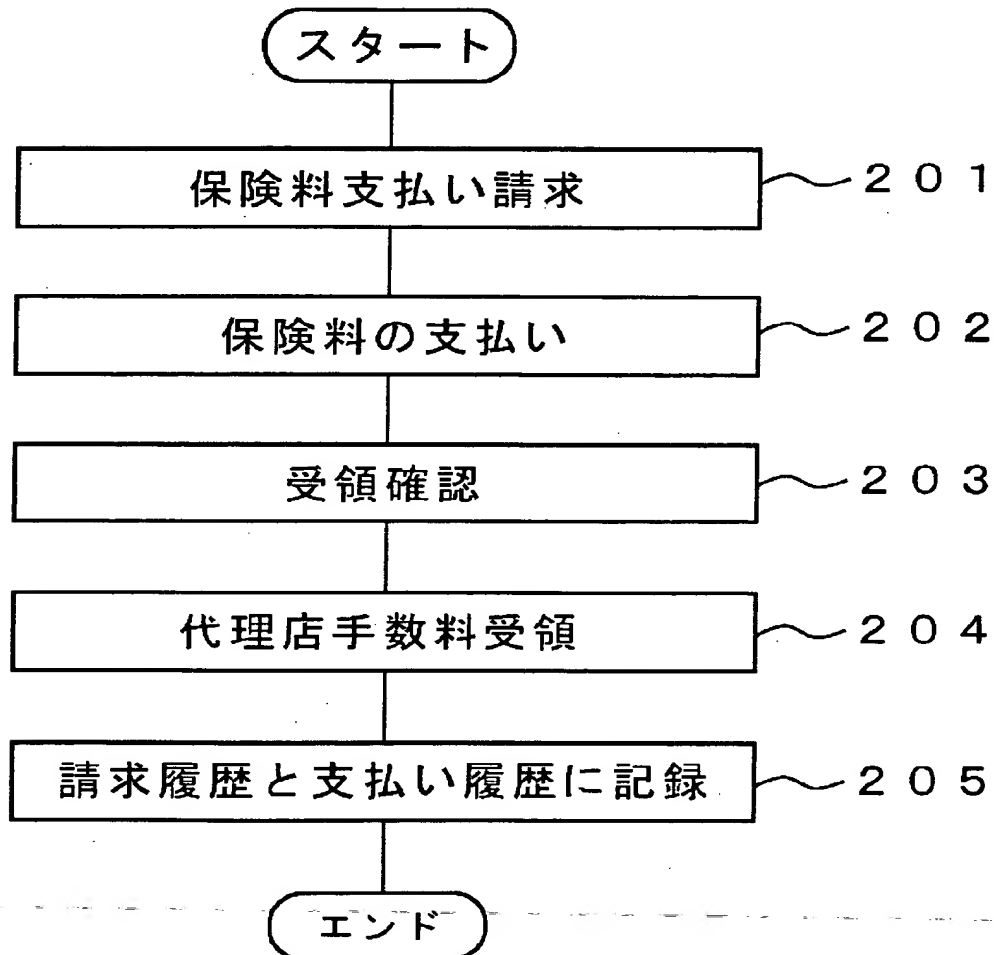 スタート
保険料支払い請求 201
保険料の支払い 202
受領確認 203
代理店手数料受領 204
請求履歴と支払い履歴に記録 205
エンド